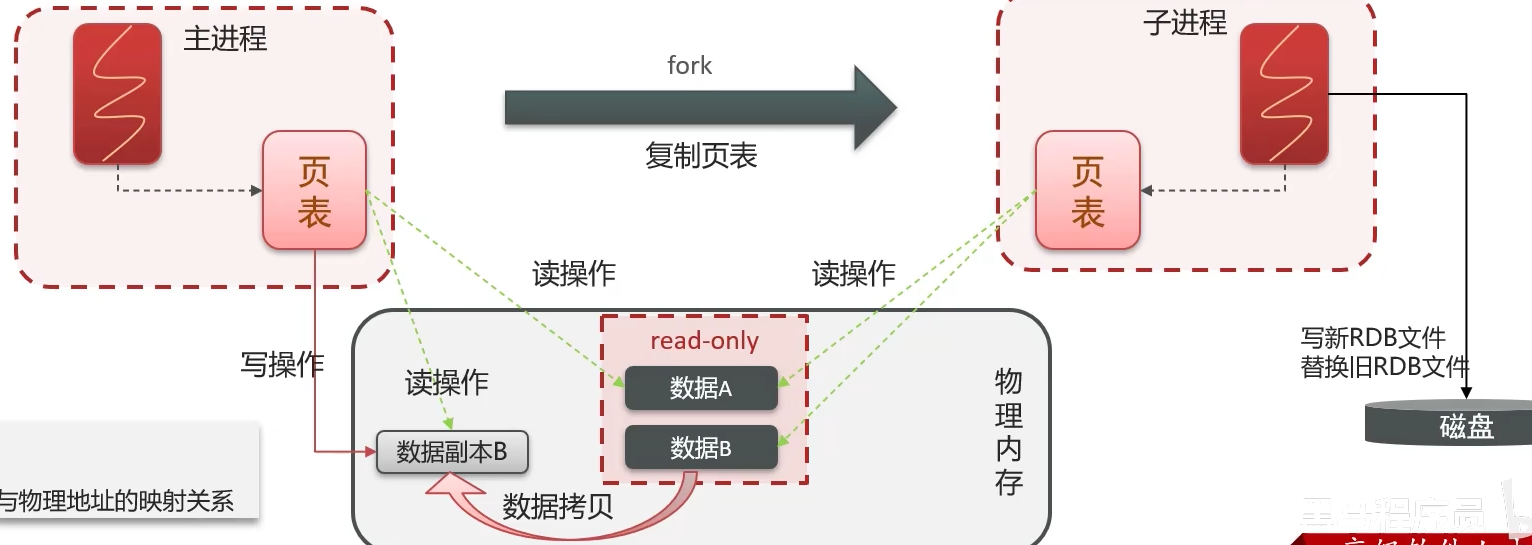 主进程
子进程
fork
复制页表
页
表
页
表
读操作
读操作
写操作
读操作
read-only
数据A
数据B
数据副本B
数据拷贝
物
理
内
存
写新RDB文件
替换旧RDB文件
磁盘
与物理地址的映射关系